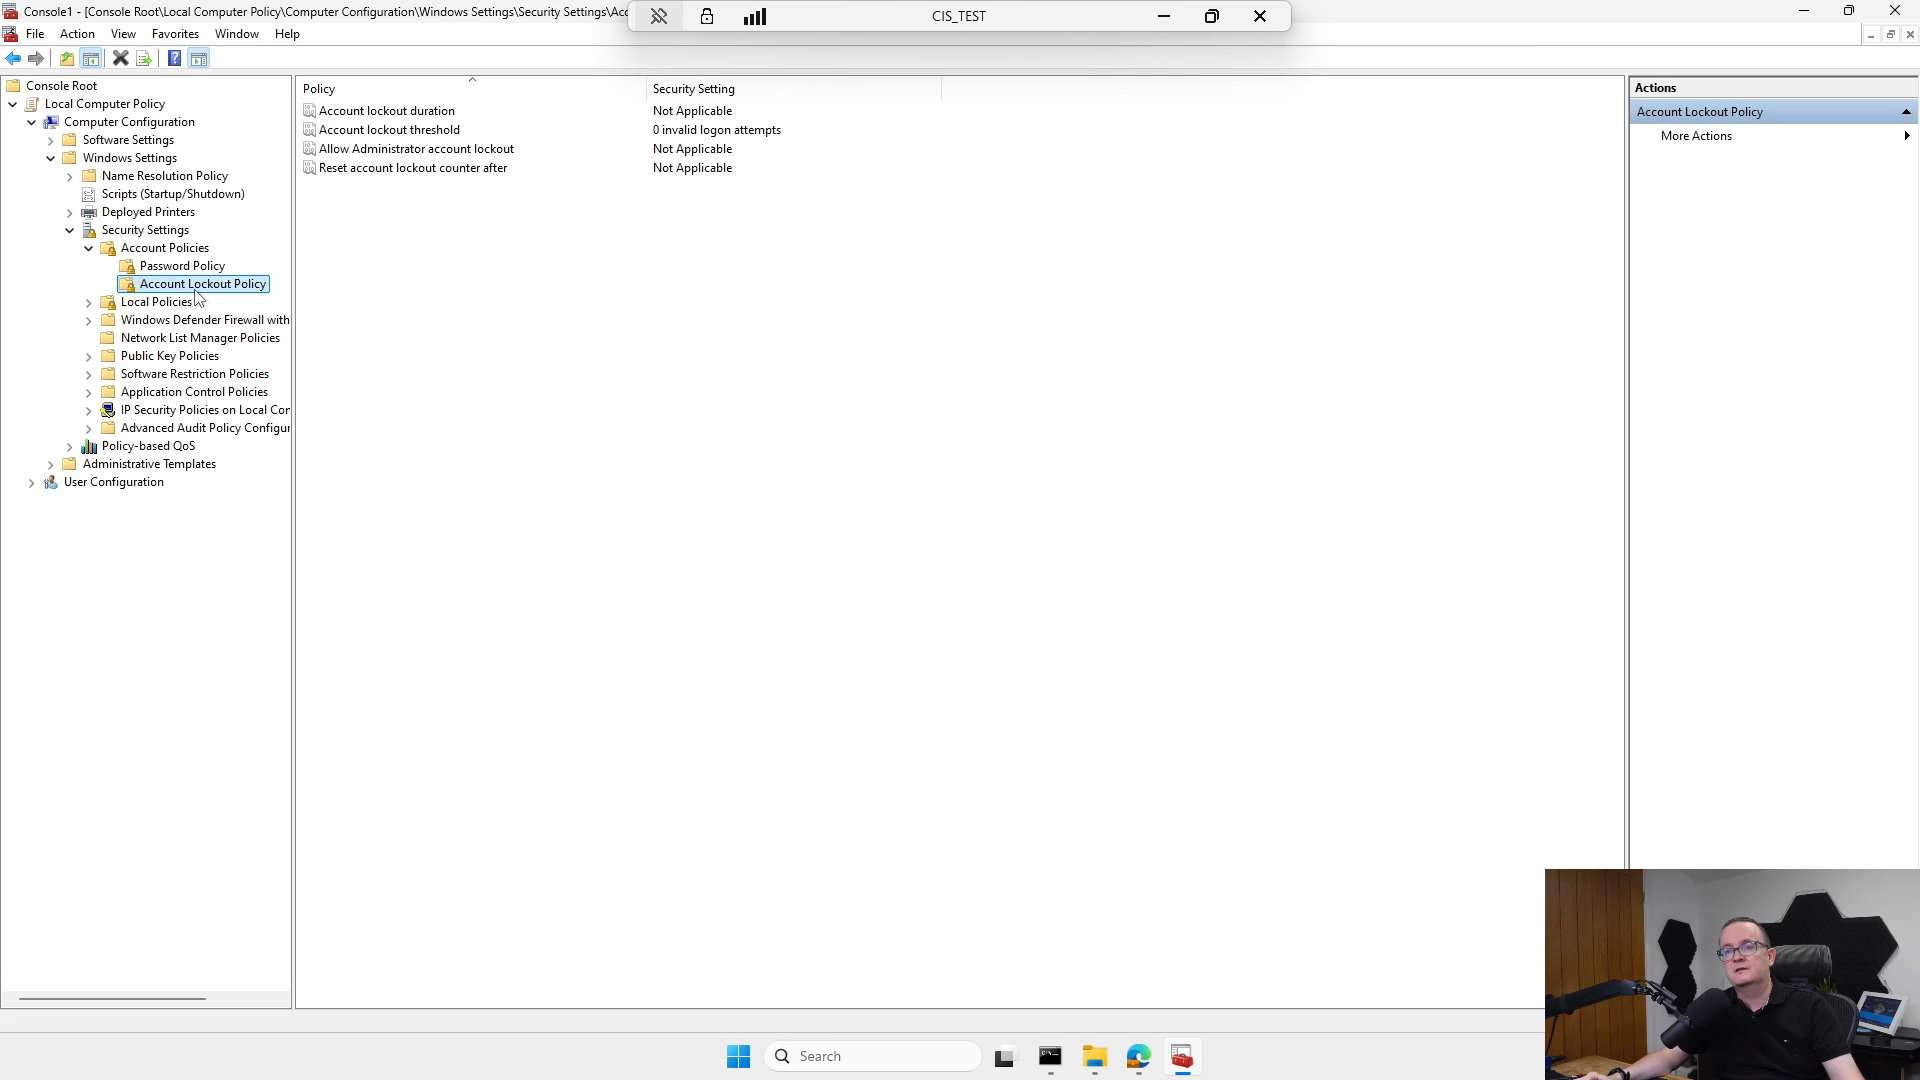 Console1 - [Console Root\Local Computer Policy\Computer Configuration\Windows Settings\Security Settings\Acc
CIS_TEST
File Action View Favorites Window Help
Console Root
Local Computer Policy
Computer Configuration
Software Settings
Windows Settings
Name Resolution Policy
Scripts (Startup/Shutdown)
Deployed Printers
Security Settings
Account Policies
Password Policy
Account Lockout Policy
Local Policies
Windows Defender Firewall with
Network List Manager Policies
Public Key Policies
Software Restriction Policies
Application Control Policies
IP Security Policies on Local Con
Advanced Audit Policy Configur
Policy-based QoS
Administrative Templates
User Configuration
Policy Security Setting
Account lockout duration Not Applicable
Account lockout threshold 0 invalid logon attempts
Allow Administrator account lockout Not Applicable
Reset account lockout counter after Not Applicable
Actions
Account Lockout Policy
More Actions
Search